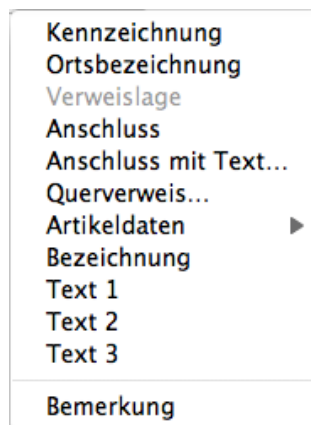 Kennzeichnung
Ortsbezeichnung
Verweislage
Anschluss
Anschluss mit Text...
Querverweis...
Artikeldaten
Bezeichnung
Text 1
Text 2
Text 3
Bemerkung